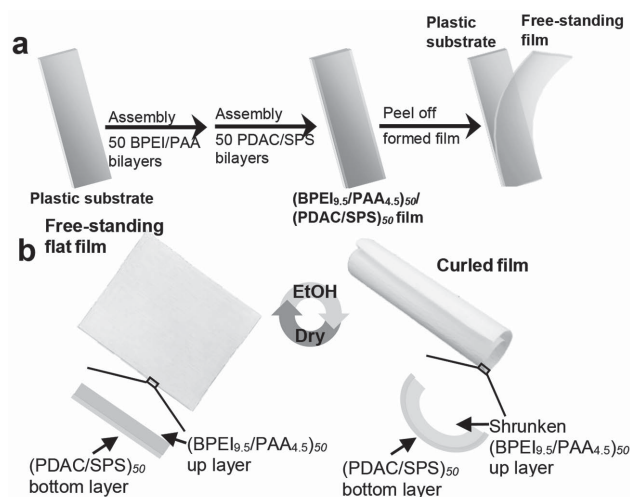 a
Plastic
substrate
Free-standing
film
Assembly
50 BPEI/PAA
bilayers
Assembly
50 PDAC/SPS
bilayers
Peel off
formed film
Plastic substrate
(BPEI9.5/PAA4.5)50/
(PDAC/SPS)50 film
b
Free-standing
flat film
EtOH
Dry
Curled film
(PDAC/SPS)50
bottom layer
(BPEI9.5/PAA4.5)50
up layer
(PDAC/SPS)50
bottom layer
Shrunken
(BPEI9.5/PAA4.5)50
up layer